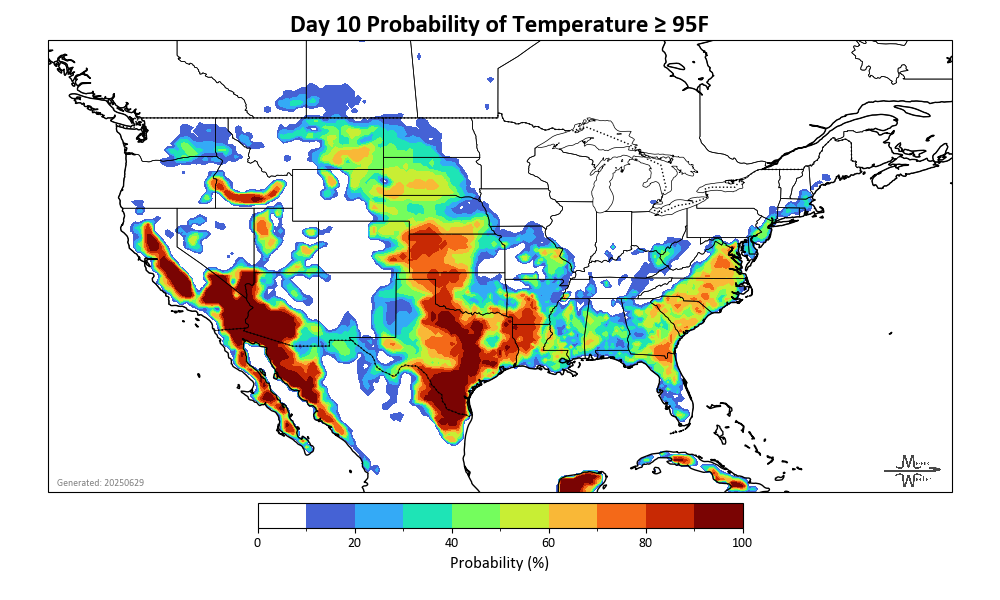 Day 10 Probability of Temperature ≥ 95F
Generated: 20250629
0 20 40 60 80 100
Probability (%)